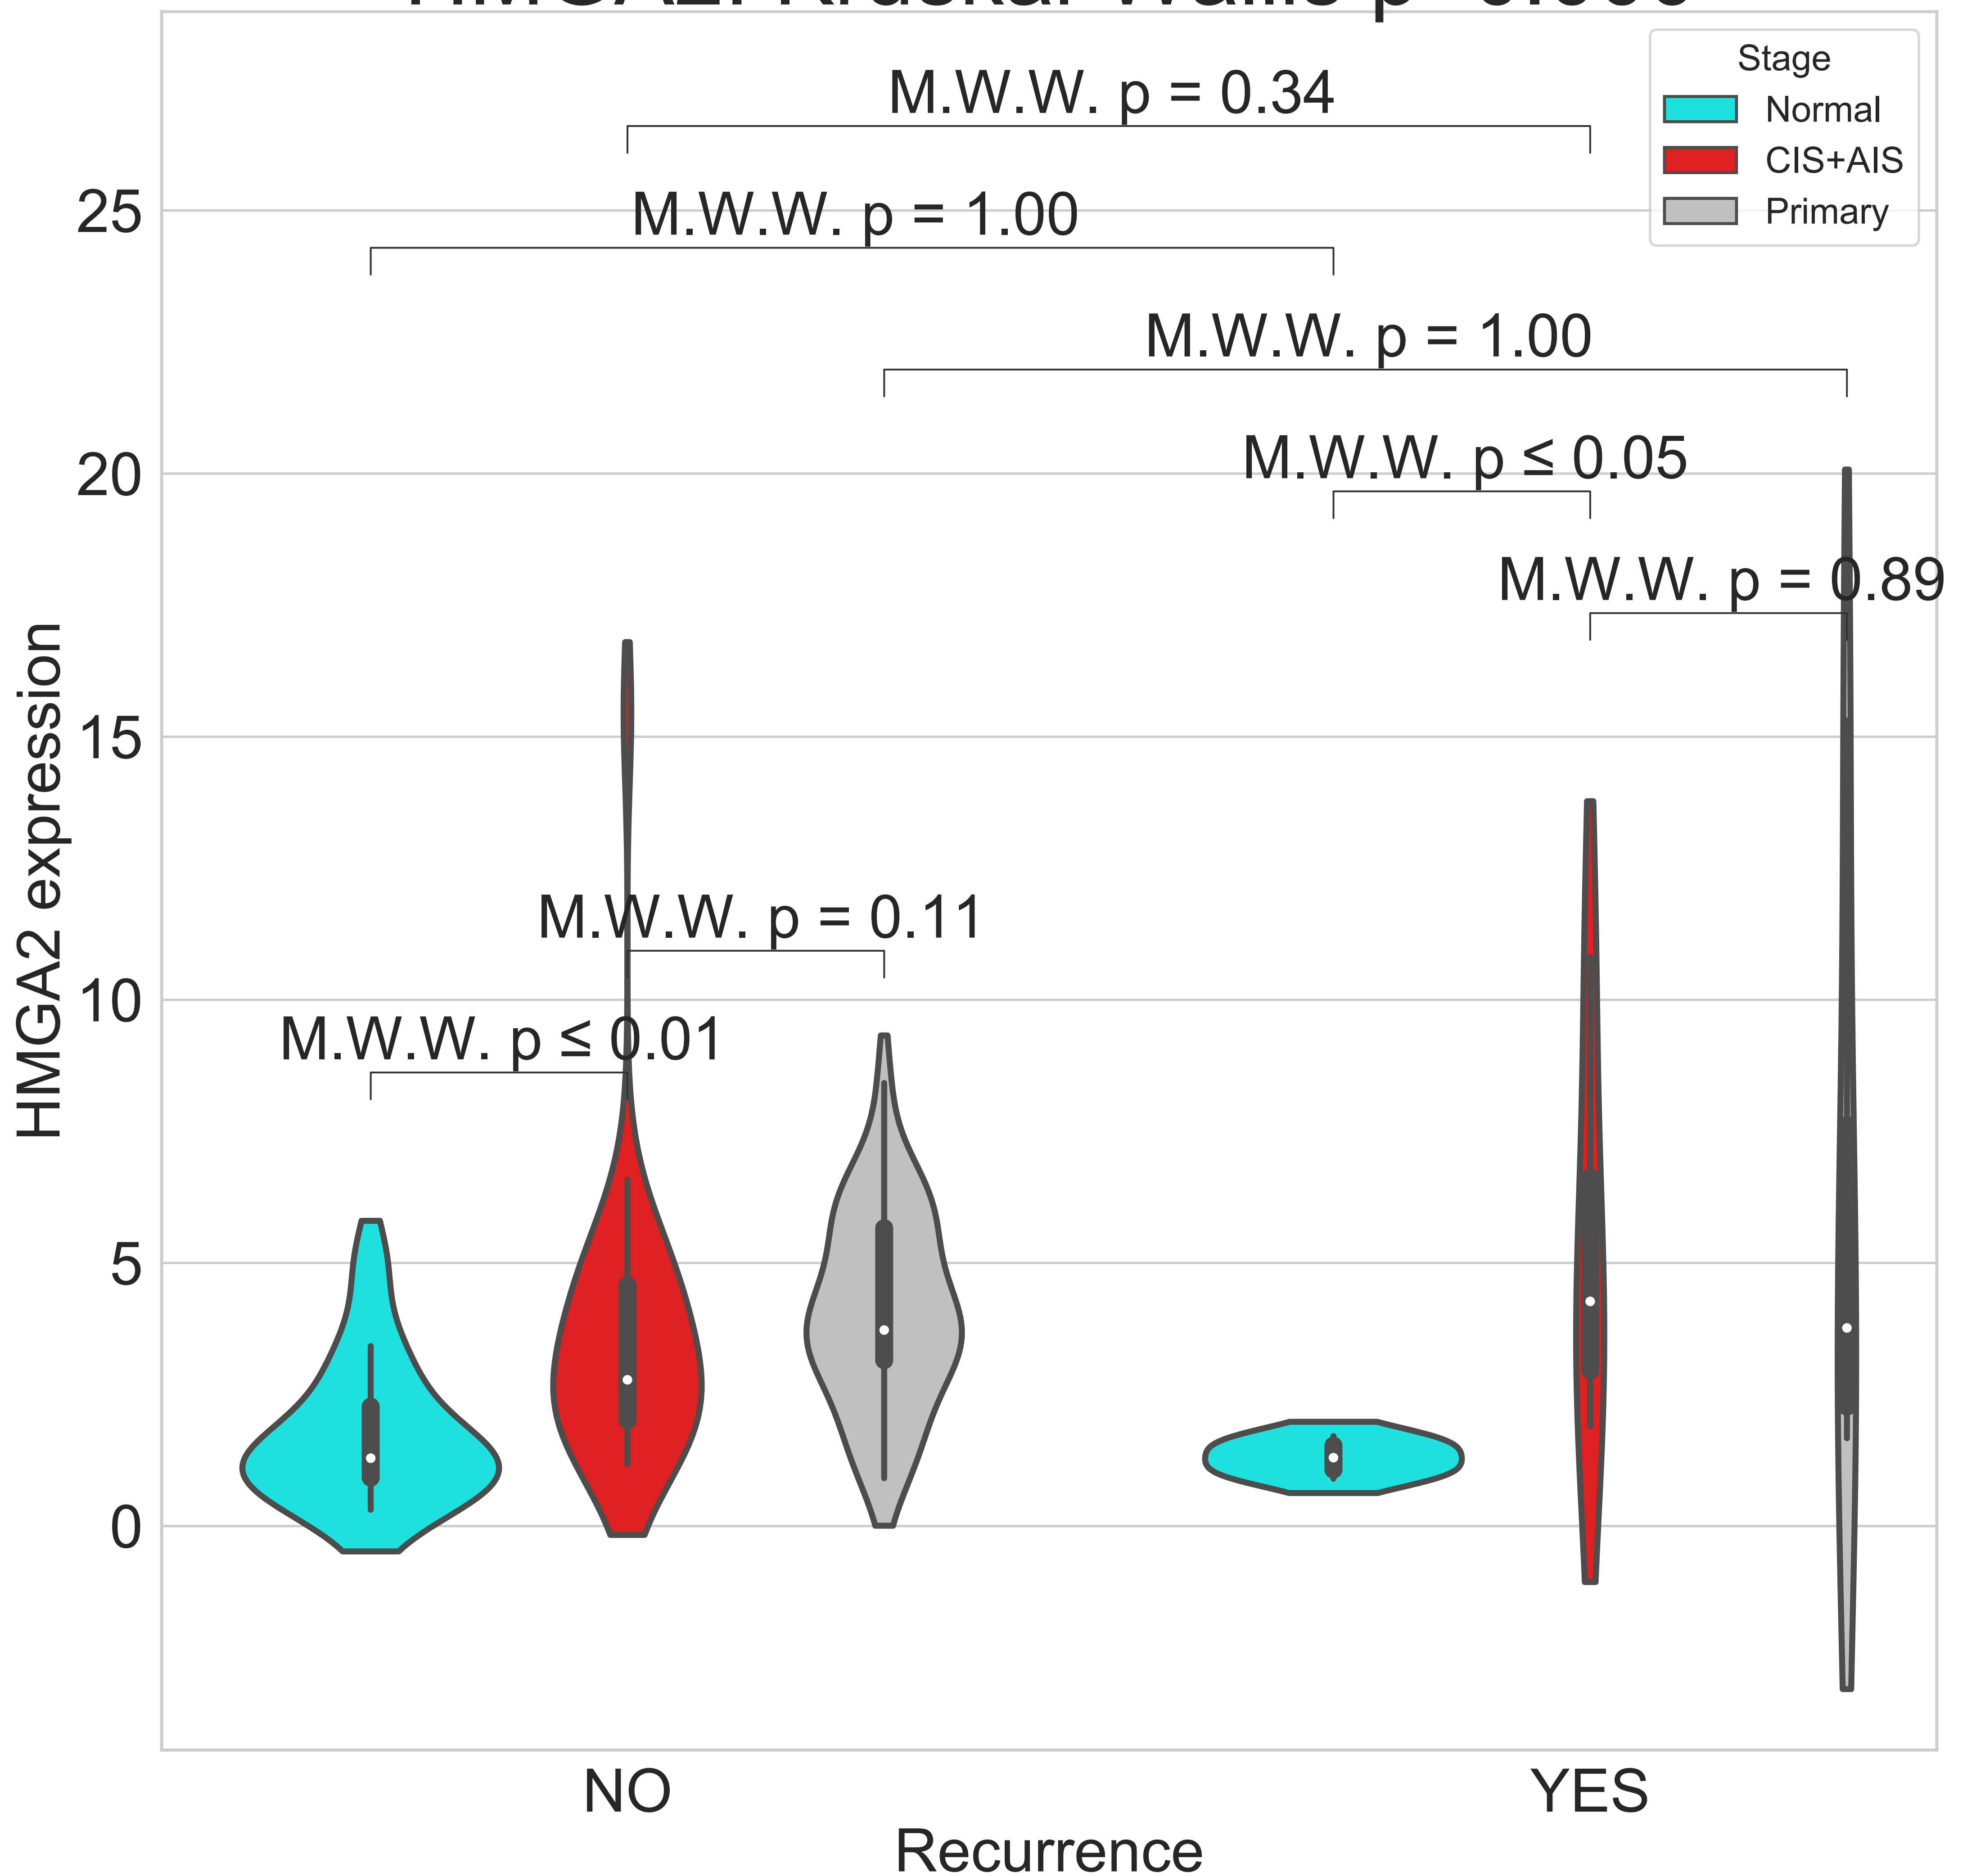 Stage
Normal
CIS+AIS
Primary
M.W.W. p = 0.34
M.W.W. p = 1.00
M.W.W. p = 1.00
M.W.W. p ≤ 0.05
M.W.W. p = 0.89
M.W.W. p = 0.11
M.W.W. p ≤ 0.01
25
20
15
10
5
0
HMGA2 expression
NO
YES
Recurrence